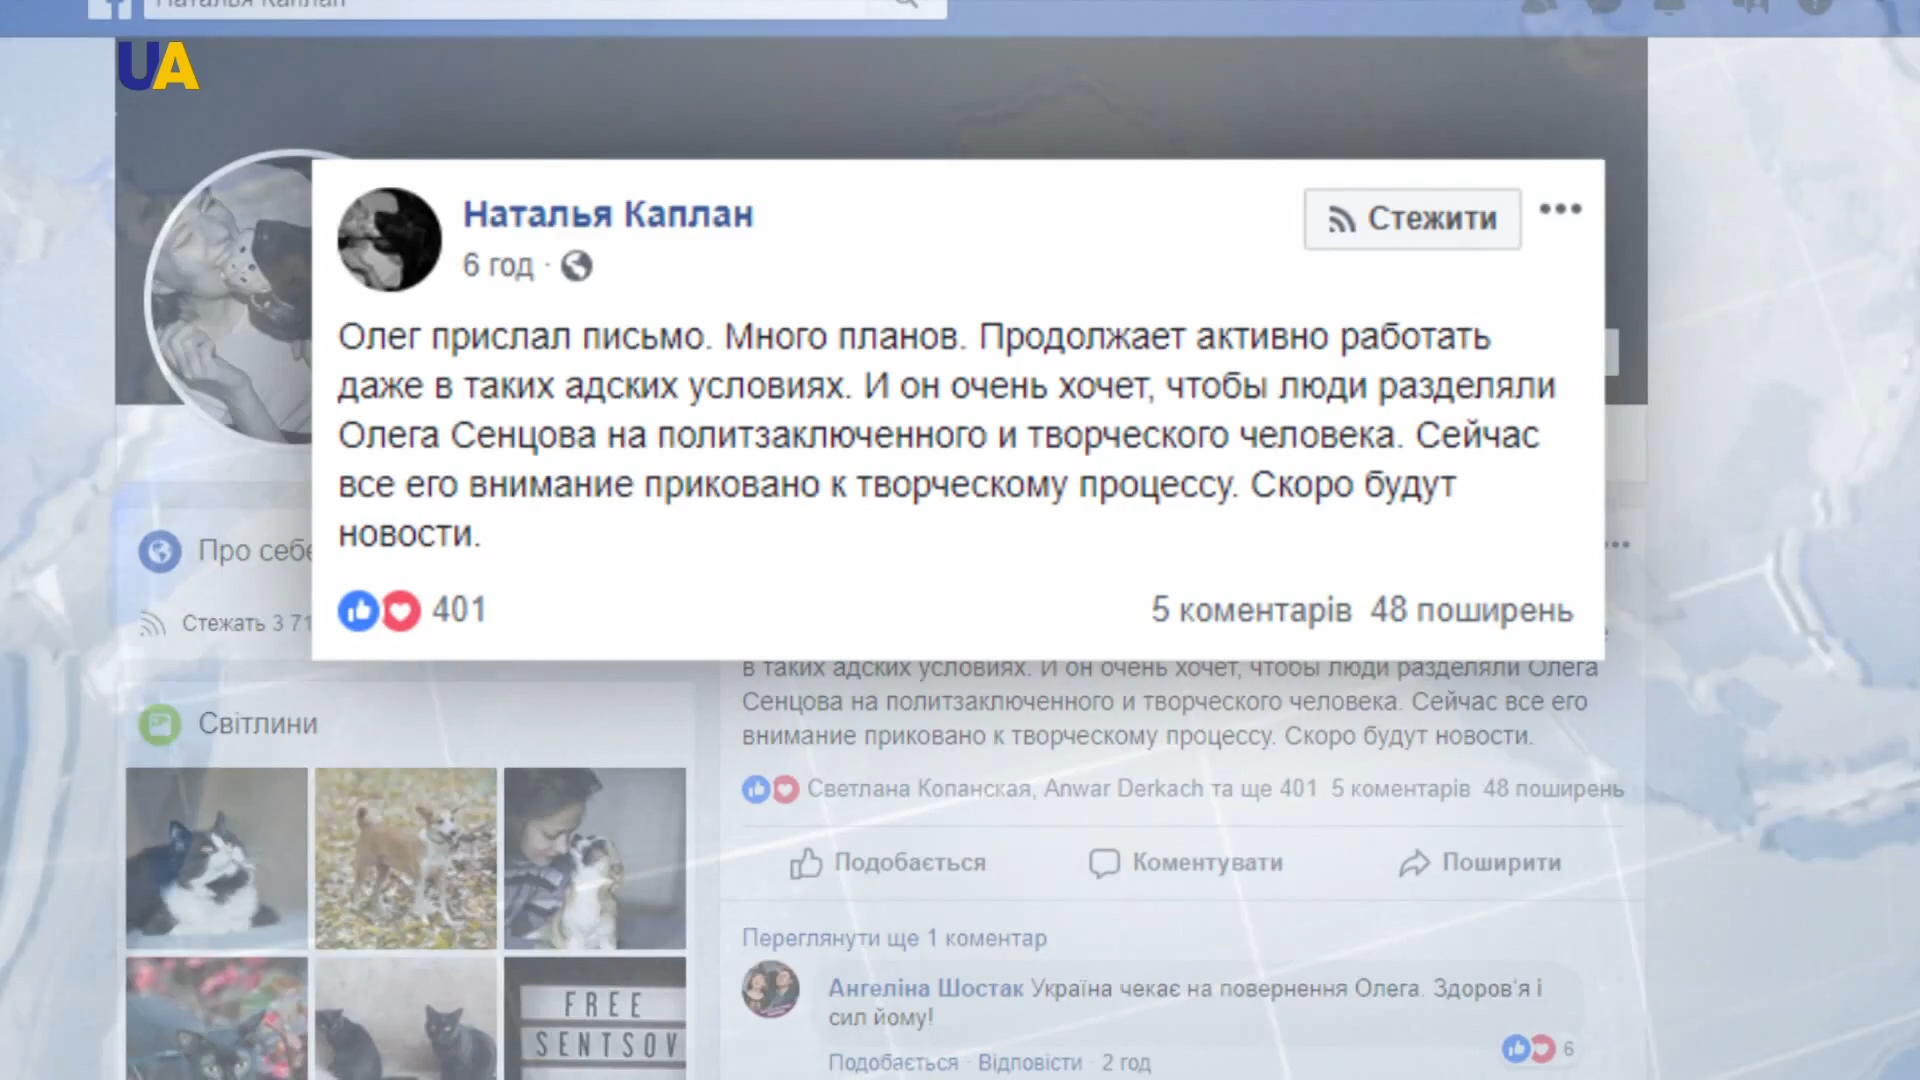 Наталья Каплан
UA
Наталья Каплан
Стежити
6 год ·
Олег прислал письмо. Много планов. Продолжает активно работать
даже в таких адских условиях. И он очень хочет, чтобы люди разделяли
Олега Сенцова на политзаключенного и творческого человека. Сейчас
все его внимание приковано к творческому процессу. Скоро будут
новости.
401
5 коментарів 48 поширень
Про себе
Стежать 3 71
Світлини
в таких адских условиях. И он очень хочет, чтобы люди разделяли Олега
Сенцова на политзаключенного и творческого человека. Сейчас все его
внимание приковано к творческому процессу. Скоро будут новости.
Светлана Копанская, Anwar Derkach та ще 401 5 коментарів 48 поширень
Подобається Коментувати Поширити
Переглянути ще 1 коментар
Ангеліна Шостак Україна чекає на повернення Олега. Здоров'я і
сил йому!
6
Подобається · Відповісти · 2 год
FREE
SENTSOV